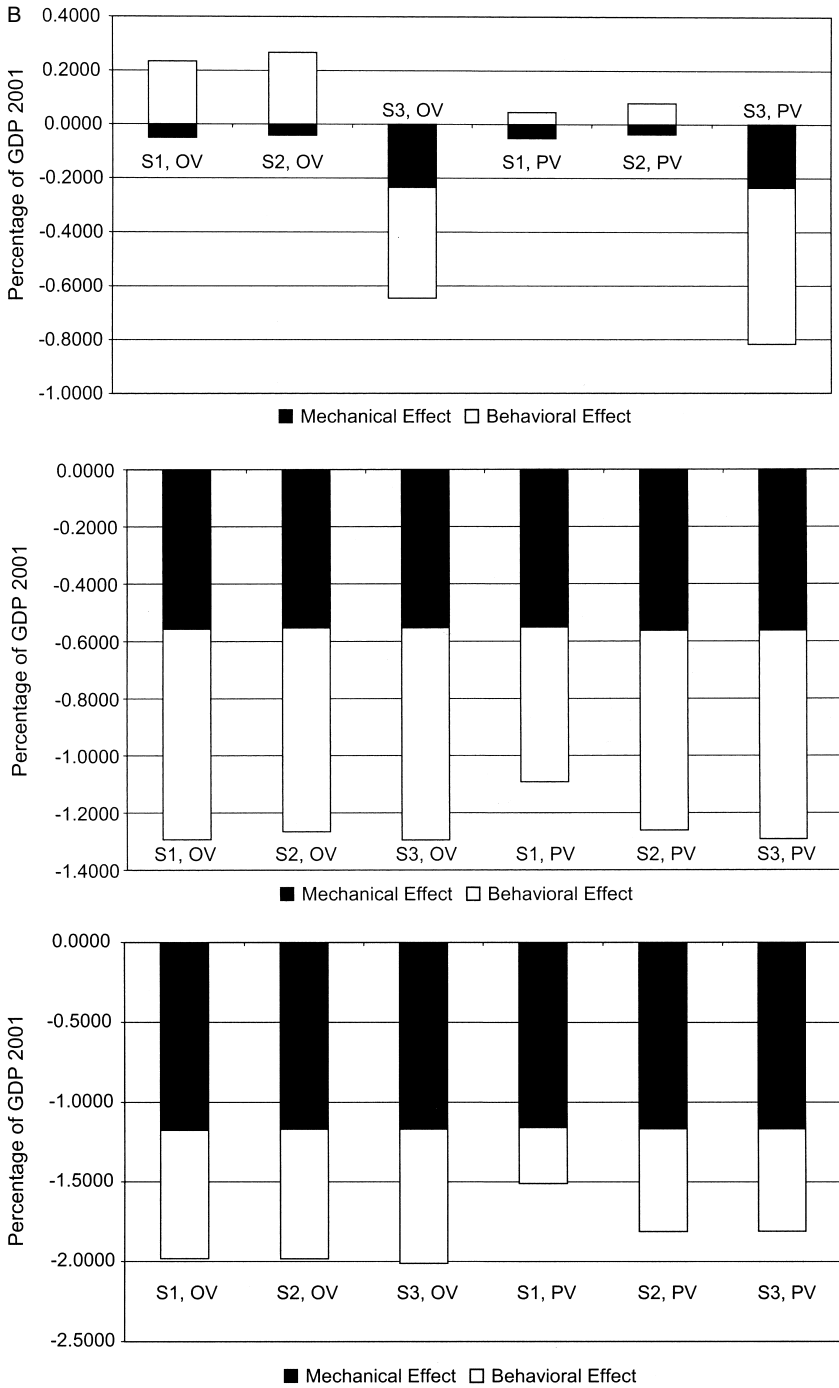 B
Percentage of GDP 2001
0.4000
0.2000
0.0000
-0.2000
-0.4000
-0.6000
-0.8000
-1.0000
S1, OV
S2, OV
S3, OV
S1, PV
S2, PV
S3, PV
Mechanical Effect Behavioral Effect
Percentage of GDP 2001
0.0000
-0.2000
-0.4000
-0.6000
-0.8000
-1.0000
-1.2000
-1.4000
S1, OV S2, OV S3, OV S1, PV S2, PV S3, PV
Mechanical Effect Behavioral Effect
Percentage of GDP 2001
0.0000
-0.5000
-1.0000
-1.5000
-2.0000
-2.5000
S1, OV S2, OV S3, OV S1, PV S2, PV S3, PV
Mechanical Effect Behavioral Effect